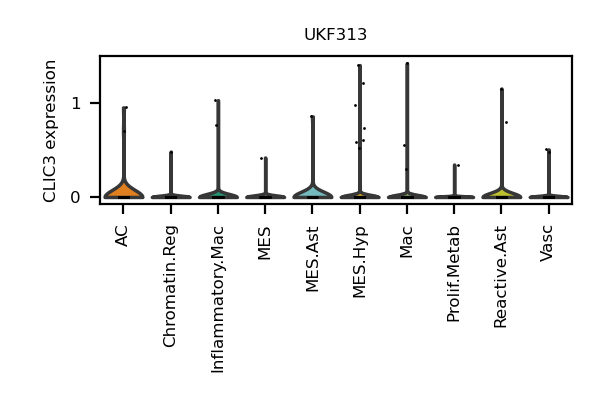 UKF313
CLIC3 expression
1
0
AC
Chromatin.Reg
Inflammatory.Mac
MES
MES.Ast
MES.Hyp
Mac
Prolif.Metab
Reactive.Ast
Vasc